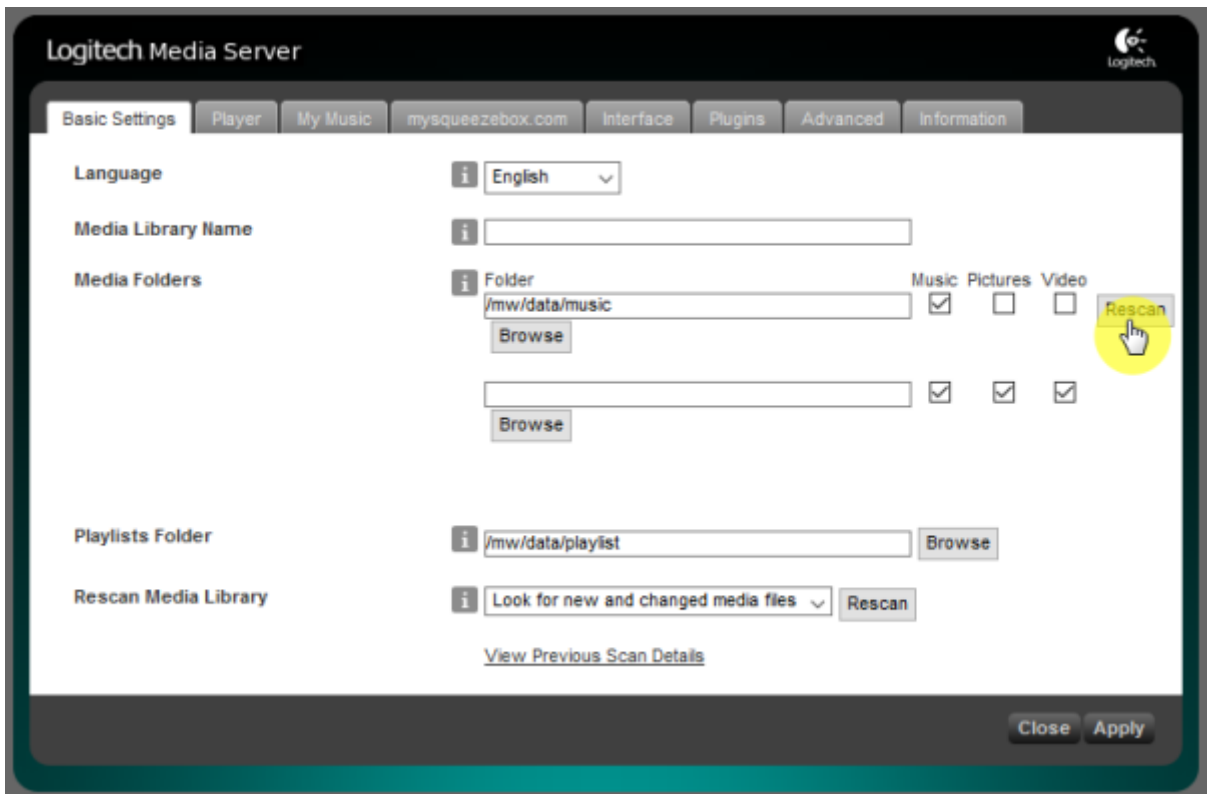 Logitech Media Server
Logitech
Basic Settings Player My Music mysqueezebox.com Interface Plugins Advanced Information
Language i English
Media Library Name i
Media Folders i Folder Music Pictures Video
/mw/data/music Rescan
Browse
Browse
Playlists Folder i /mw/data/playlist Browse
Rescan Media Library i Look for new and changed media files Rescan
View Previous Scan Details
Close Apply